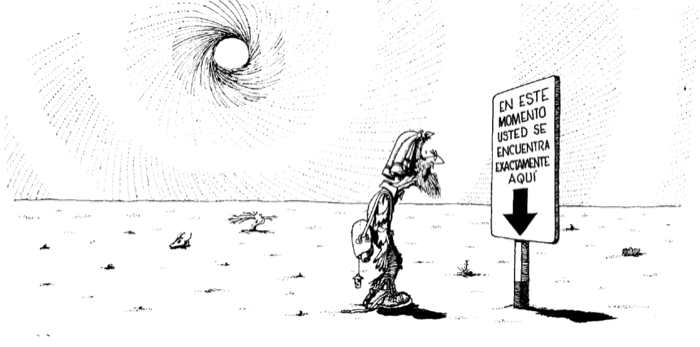 EN ESTE
MOMENTO
USTED SE
ENCUENTRA
EXACTAMENTE
AQUÍ